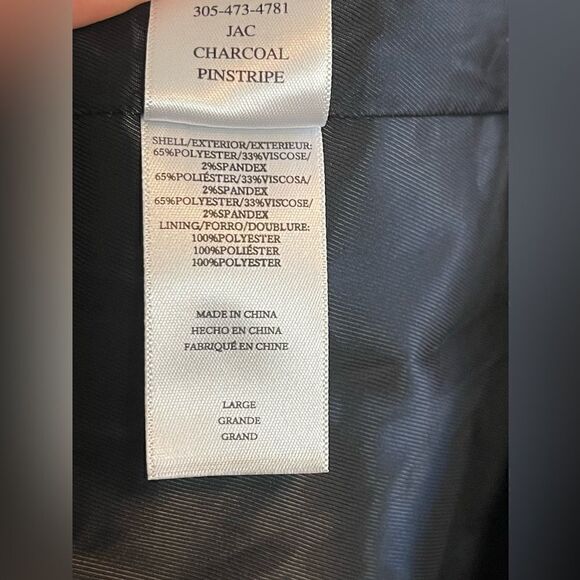 305-473-4781
JAC
CHARCOAL
PINSTRIPE
SHELL/EXTERIOR/EXTERIEUR:
65%POLYESTER/33%VISCOSE/
2%SPANDEX
65%POLIÉSTER/33%VISCOSA/
2%SPANDEX
65%POLYESTER/33%VISCOSE/
2%SPANDEX
LINING/FORRO/DOUBLURE:
100%POLYESTER
100%POLIÉSTER
100%POLYESTER
MADE IN CHINA
HECHO EN CHINA
FABRIQUÉ EN CHINE
LARGE
GRANDE
GRAND